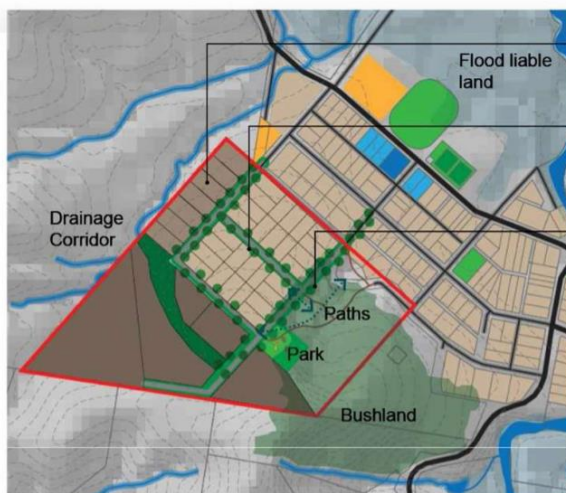 Flood liable
land
Drainage
Corridor
Paths
Park
Bushland